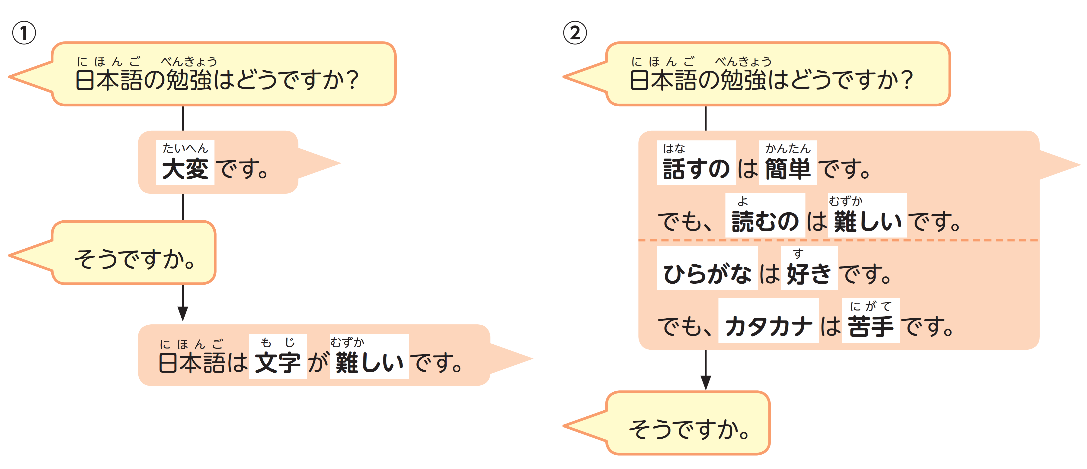 ①
にほんご べんきょう
日本語の勉強はどうですか？
たいへん
大変です。
そうですか。
にほんご もじ むずか
日本語は文字が難しいです。
②
にほんご べんきょう
日本語の勉強はどうですか？
はな かんたん
話すのは簡単です。
よ むずか
でも、読むのは難しいです。
す
ひらがなは好きです。
にがて
でも、カタカナは苦手です。
そうですか。